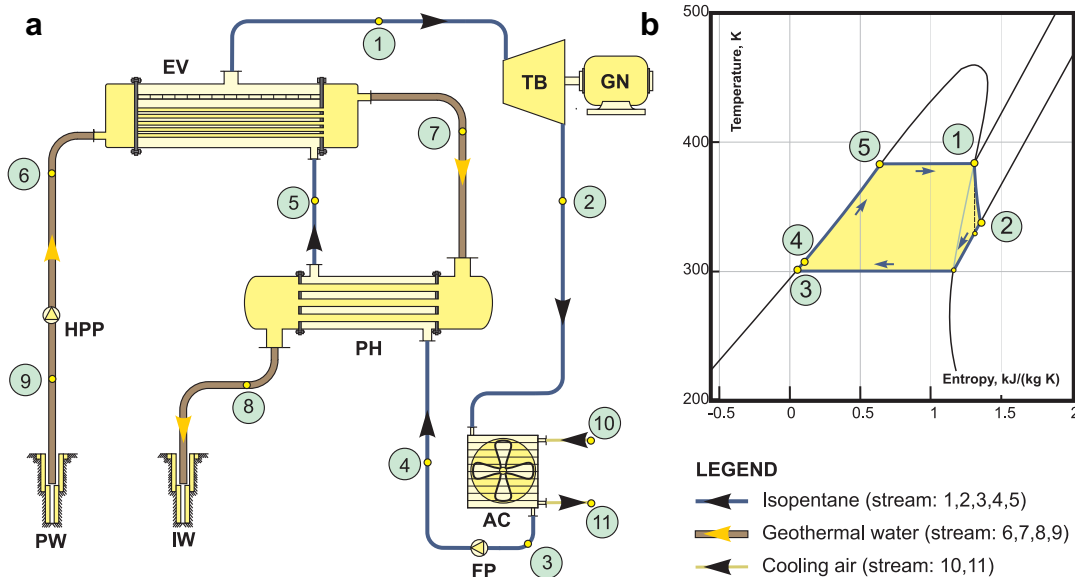 a
EV
1
TB
GN
6
7
5
2
HPP
PH
9
8
10
4
AC
11
PW
IW
FP
3
b
500
Temperature, K
400
300
200
5
1
4
3
2
Entropy, kJ/(kg K)
-0.5
0
0.5
1
1.5
2
LEGEND
Isopentane (stream: 1,2,3,4,5)
Geothermal water (stream: 6,7,8,9)
Cooling air (stream: 10,11)